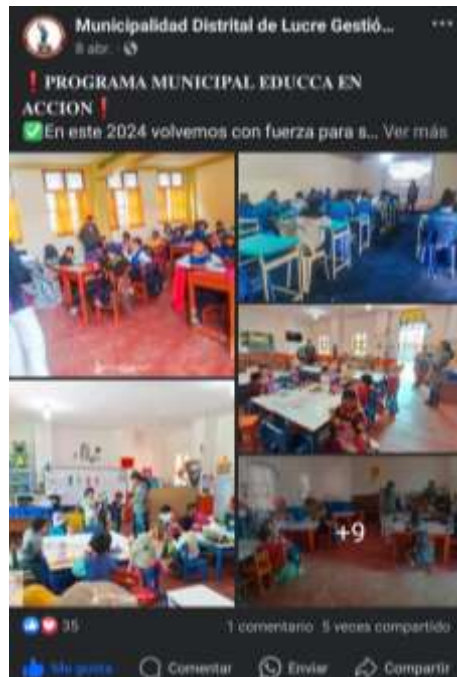 Municipalidad Distrital de Lucre Gestió...
8 abr.
❗PROGRAMA MUNICIPAL EDUCCA EN
ACCION❗
✅En este 2024 volvemos con fuerza para s... Ver más
+9
35
1 comentario 5 veces compartido
Me gusta Comentar Enviar Compartir